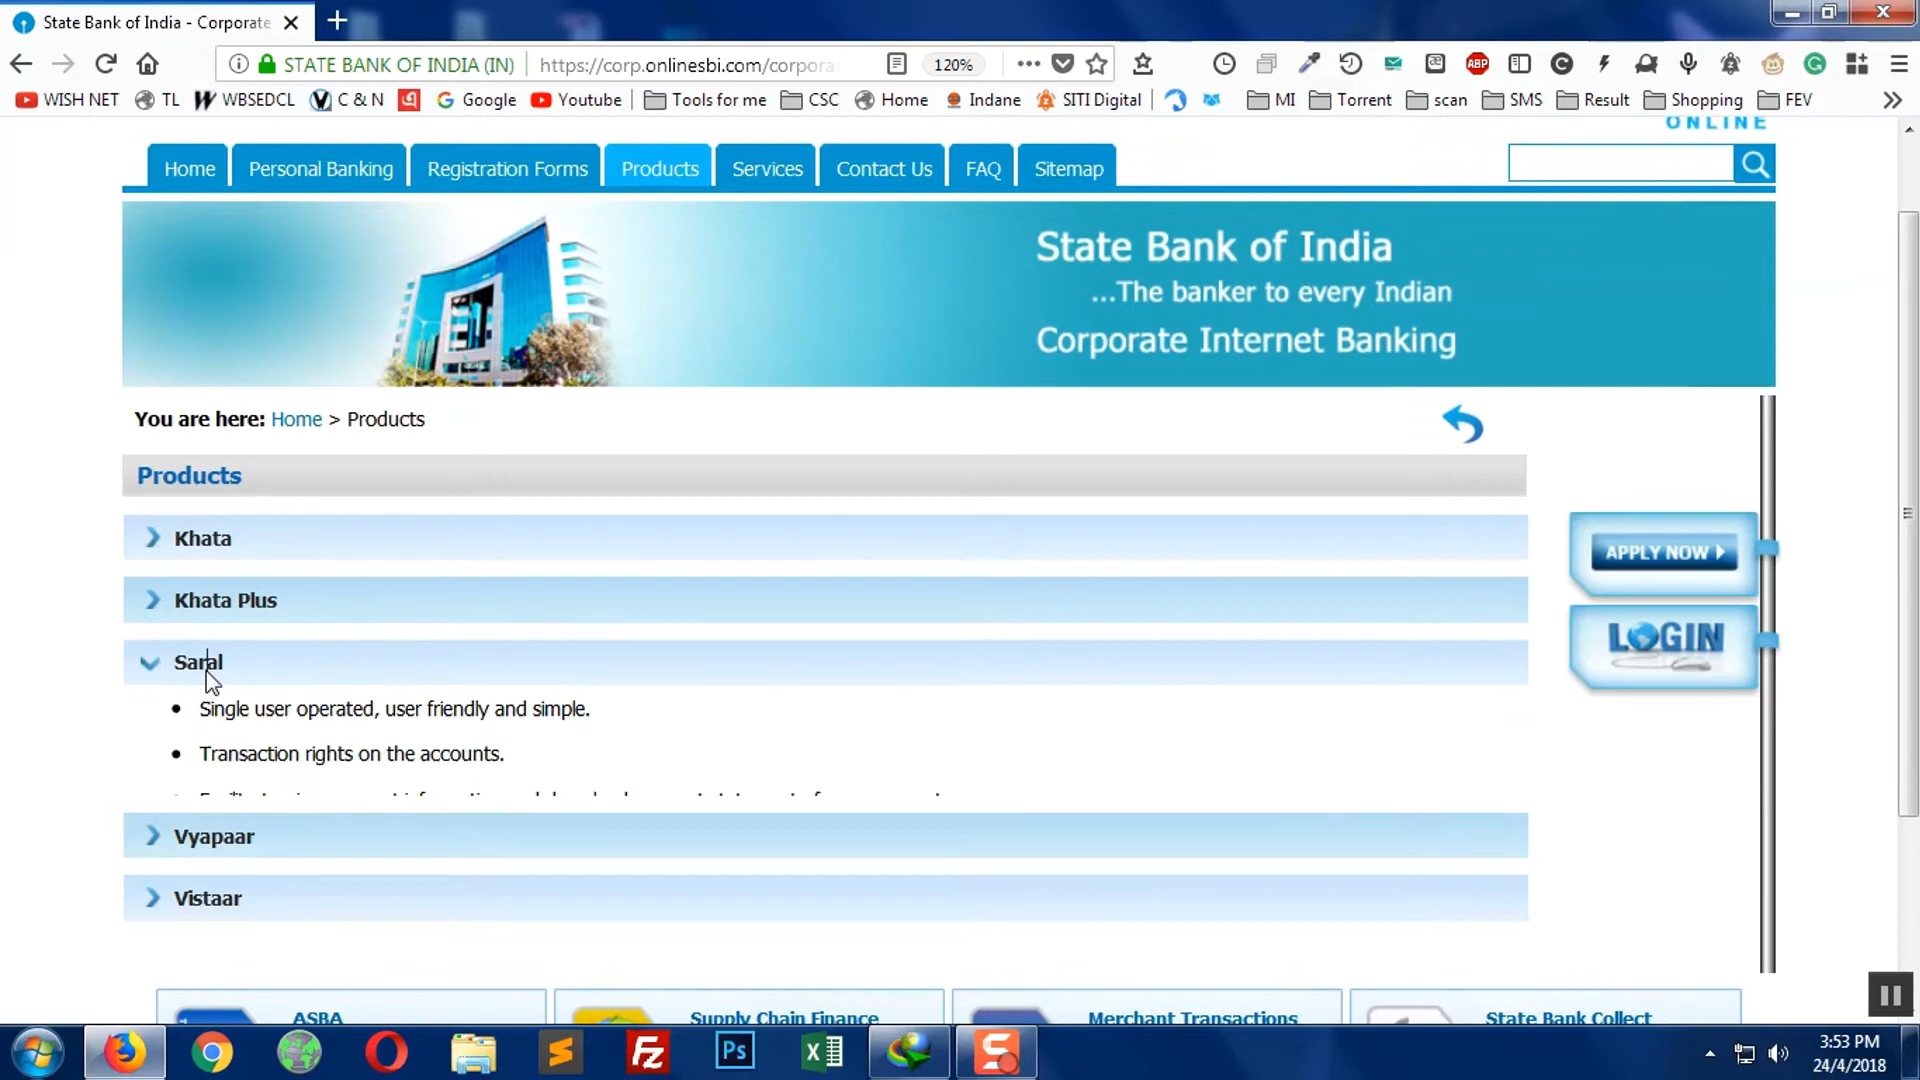 State Bank of India - Corporate
STATE BANK OF INDIA (IN)
https://corp.onlinesbi.com/corpora
120%
ABP
WISH NET
TL
WBSEDCL
C & N
Google
Youtube
Tools for me
CSC
Home
Indane
SITI Digital
MI
Torrent
scan
SMS
Result
Shopping
FEV
ONLINE
Home
Personal Banking
Registration Forms
Products
Services
Contact Us
FAQ
Sitemap
State Bank of India
...The banker to every Indian
Corporate Internet Banking
You are here: Home > Products
Products
Khata
Khata Plus
APPLY NOW
LOGIN
Saral
• Single user operated, user friendly and simple.
• Transaction rights on the accounts.
Vyapaar
Vistaar
ASBA
Supply Chain Finance
Merchant Transactions
State Bank Collect
Fz
Ps
X
S
3:53 PM
24/4/2018